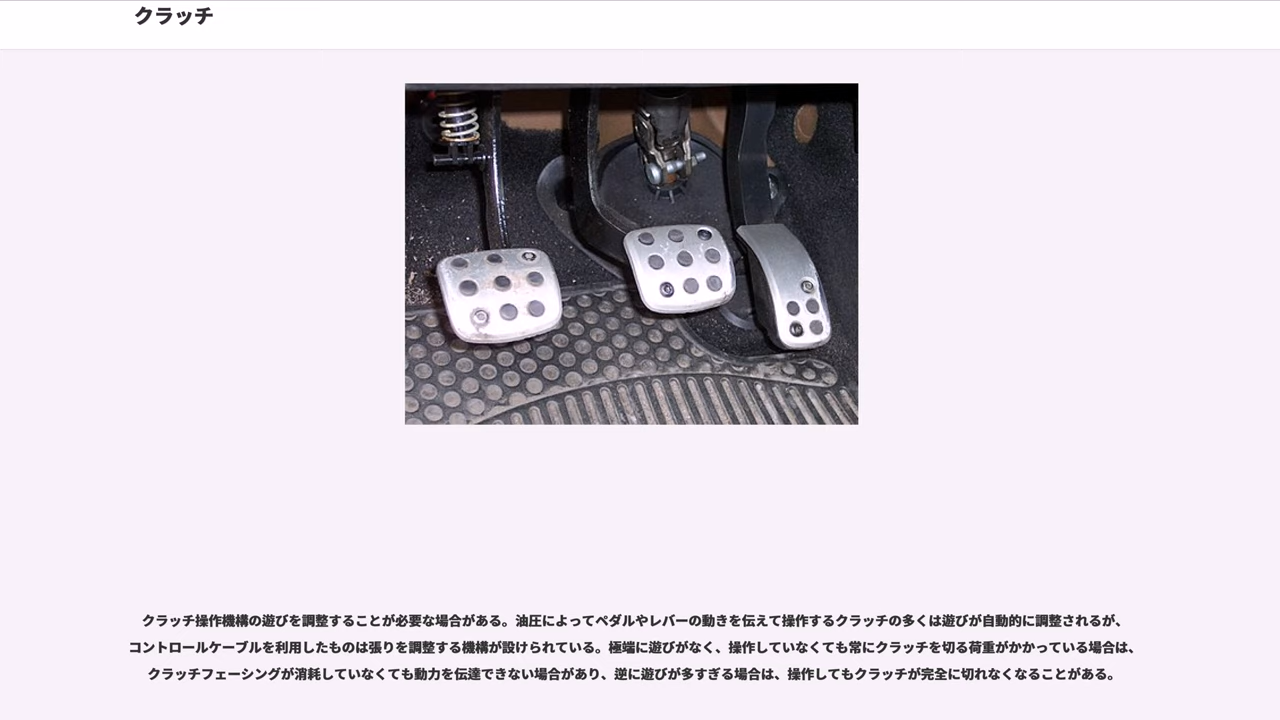 クラッチ
クラッチ操作機構の遊びを調整することが必要な場合がある。油圧によってペダルやレバーの動きを伝えて操作するクラッチの多くは遊びが自動的に調整されるが、
コントロールケーブルを利用したものは張りを調整する機構が設けられている。極端に遊びがなく、操作していなくても常にクラッチを切る荷重がかかっている場合は、
クラッチフェーシングが消耗していなくても動力を伝達できない場合があり、逆に遊びが多すぎる場合は、操作してもクラッチが完全に切れなくなることがある。